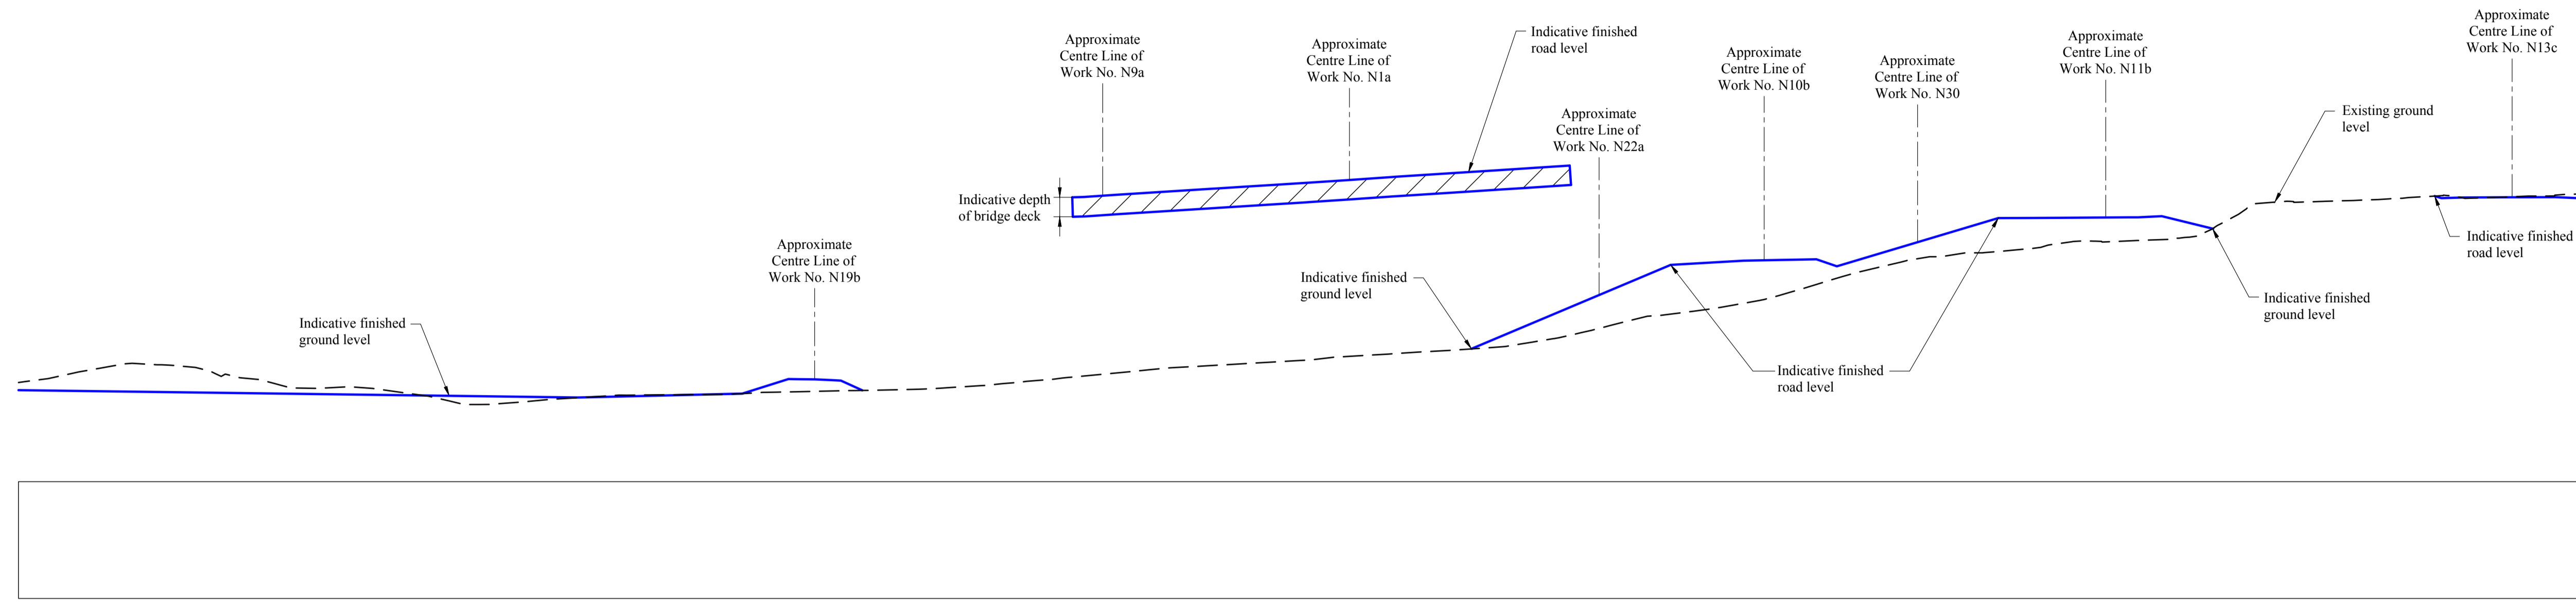 Approximate
Centre Line of
Work No. N9a
Approximate
Centre Line of
Work No. N1a
Indicative finished
road level
Approximate
Centre Line of
Work No. N22a
Approximate
Centre Line of
Work No. N10b
Approximate
Centre Line of
Work No. N30
Approximate
Centre Line of
Work No. N11b
Existing ground
level
Approximate
Centre Line of
Work No. N13c
Indicative depth
of bridge deck
Approximate
Centre Line of
Work No. N19b
Indicative finished
ground level
Indicative finished
ground level
Indicative finished
road level
Indicative finished
ground level
Indicative finished
road level